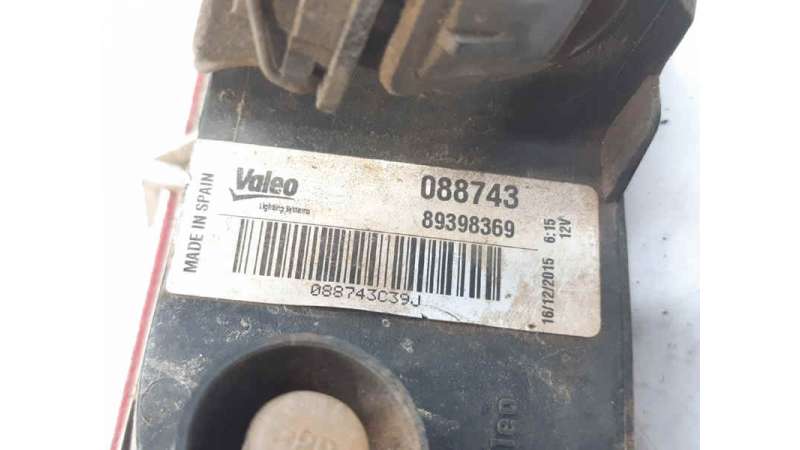 MADE IN SPAIN
Valeo
Lighting Systems
088743
89398369
088743C39J
16/12/2015 6:15
12V